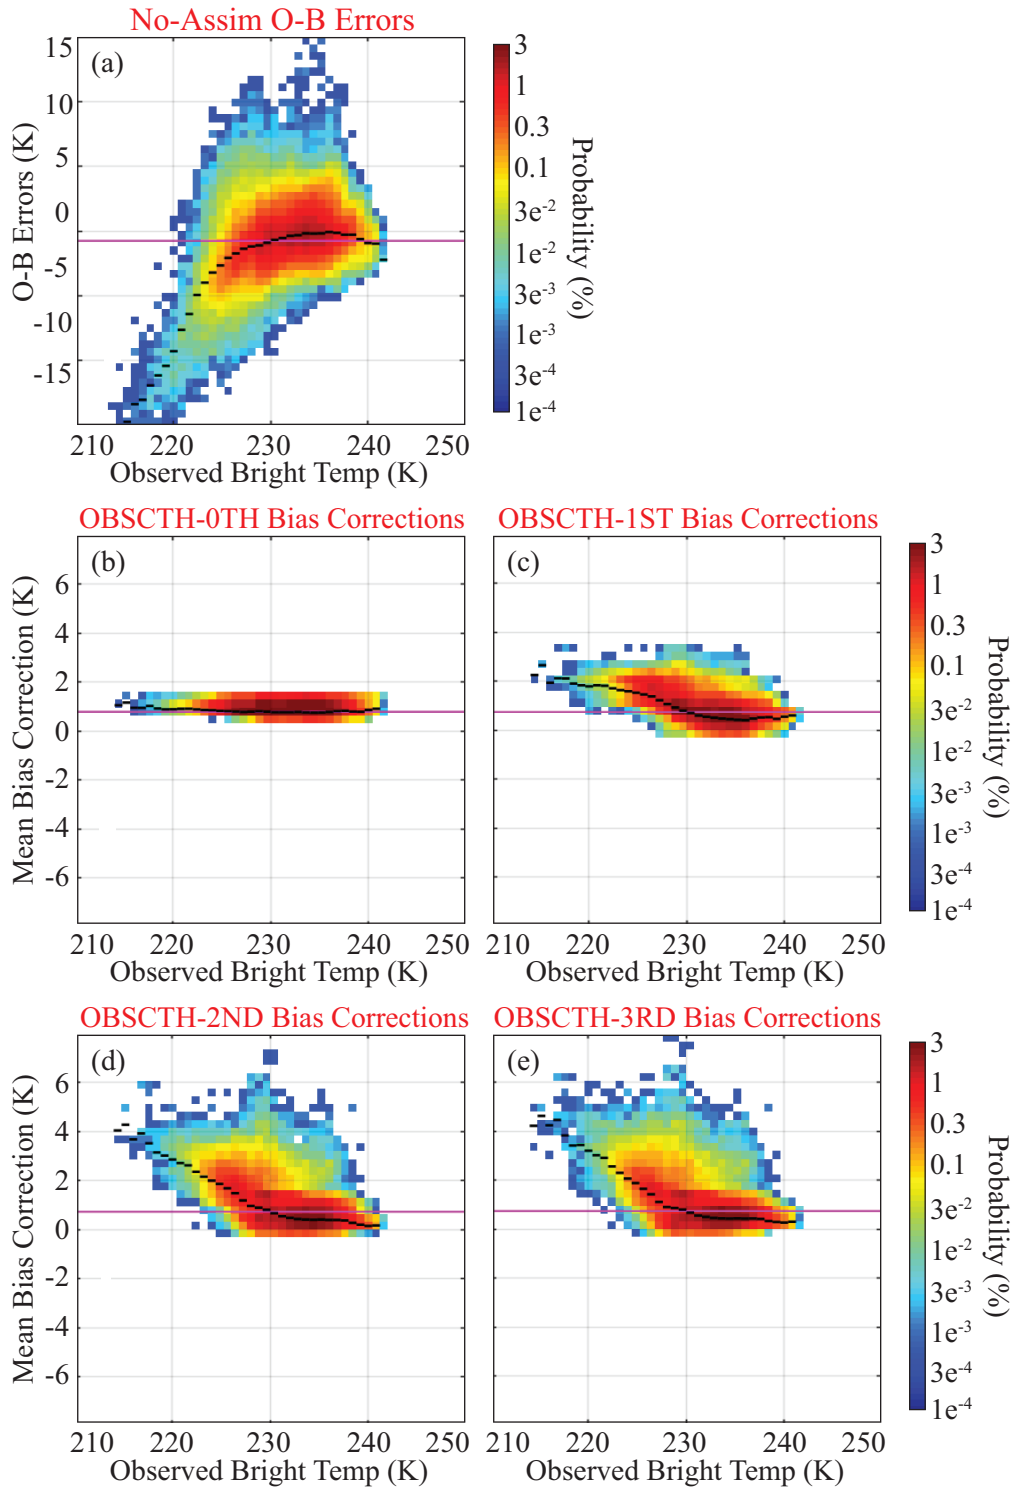 No-Assim O-B Errors
(a)
15
10
5
0
-5
-10
-15
O-B Errors (K)
210 220 230 240 250
Observed Bright Temp (K)
3
1
0.3
0.1
3e-2
1e-2
3e-3
1e-3
3e-4
1e-4
Probability (%)
OBSCTH-0TH Bias Corrections
(b)
6
4
2
0
-2
-4
-6
Mean Bias Correction (K)
210 220 230 240 250
Observed Bright Temp (K)
OBSCTH-1ST Bias Corrections
(c)
210 220 230 240 250
Observed Bright Temp (K)
3
1
0.3
0.1
3e-2
1e-2
3e-3
1e-3
3e-4
1e-4
Probability (%)
OBSCTH-2ND Bias Corrections
(d)
6
4
2
0
-2
-4
-6
Mean Bias Correction (K)
210 220 230 240 250
Observed Bright Temp (K)
OBSCTH-3RD Bias Corrections
(e)
210 220 230 240 250
Observed Bright Temp (K)
3
1
0.3
0.1
3e-2
1e-2
3e-3
1e-3
3e-4
1e-4
Probability (%)